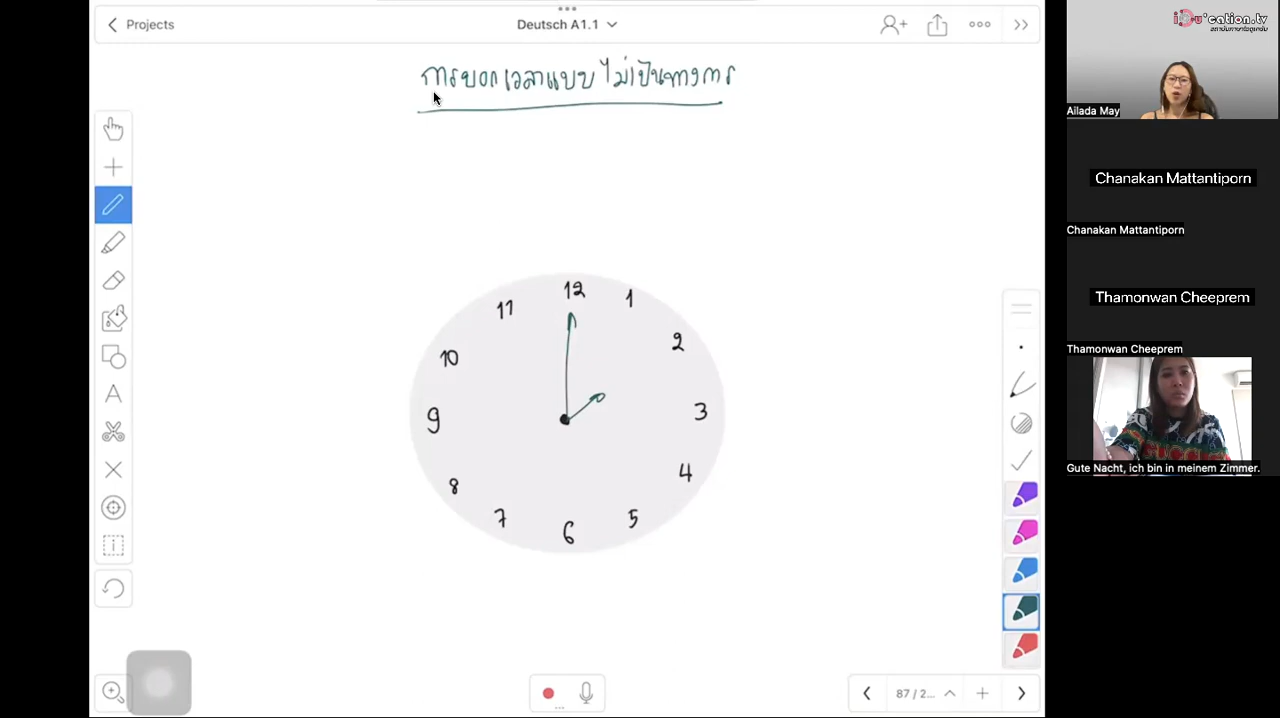 Projects
Deutsch A1.1
การบอกเวลาแบบไม่เป็นทางการ
12
1
2
3
4
5
6
7
8
9
10
11
A
87 / 2...
Ailada May
Chanakan Mattantiporn
Chanakan Mattantiporn
Thamonwan Cheeprem
Thamonwan Cheeprem
Gute Nacht, ich bin in meinem Zimmer.